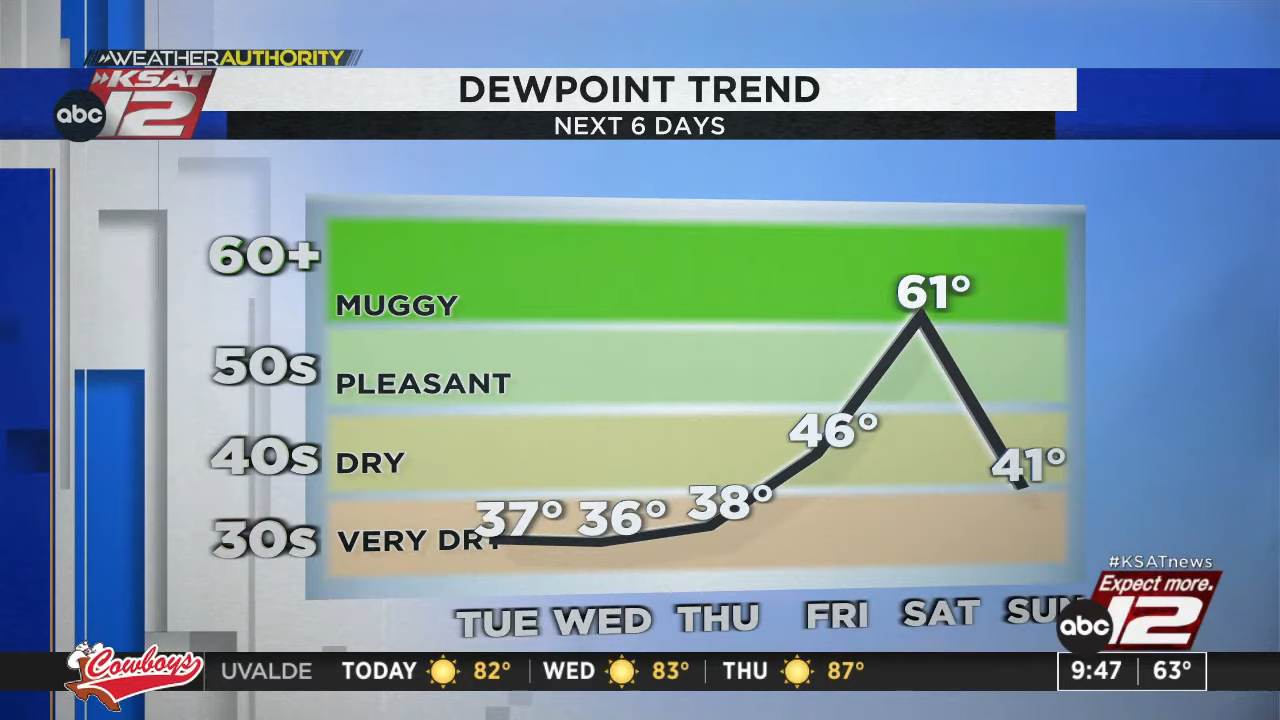 WEATHERAUTHORITY
KSAT
abc 12
DEWPOINT TREND
NEXT 6 DAYS
60+
MUGGY
50s
PLEASANT
40s
DRY
30s
VERY DRY
37° 36° 38° 46° 61° 41°
TUE WED THU FRI SAT SUN
#KSATnews
Expect more.
abc 12
Cowboys UVALDE TODAY 82° WED 83° THU 87° 9:47 63°